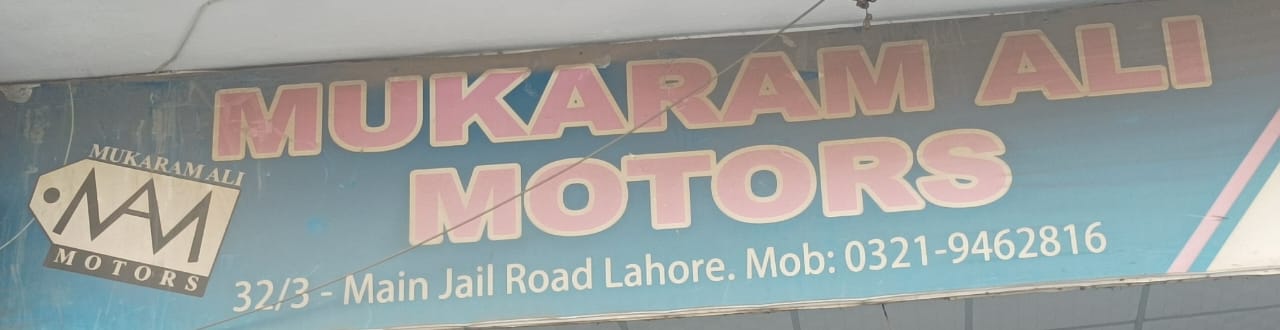 MUKARAM ALI
MOTORS
MUKARAM ALI
MAM
MOTORS
32/3 - Main Jail Road Lahore. Mob: 0321-9462816